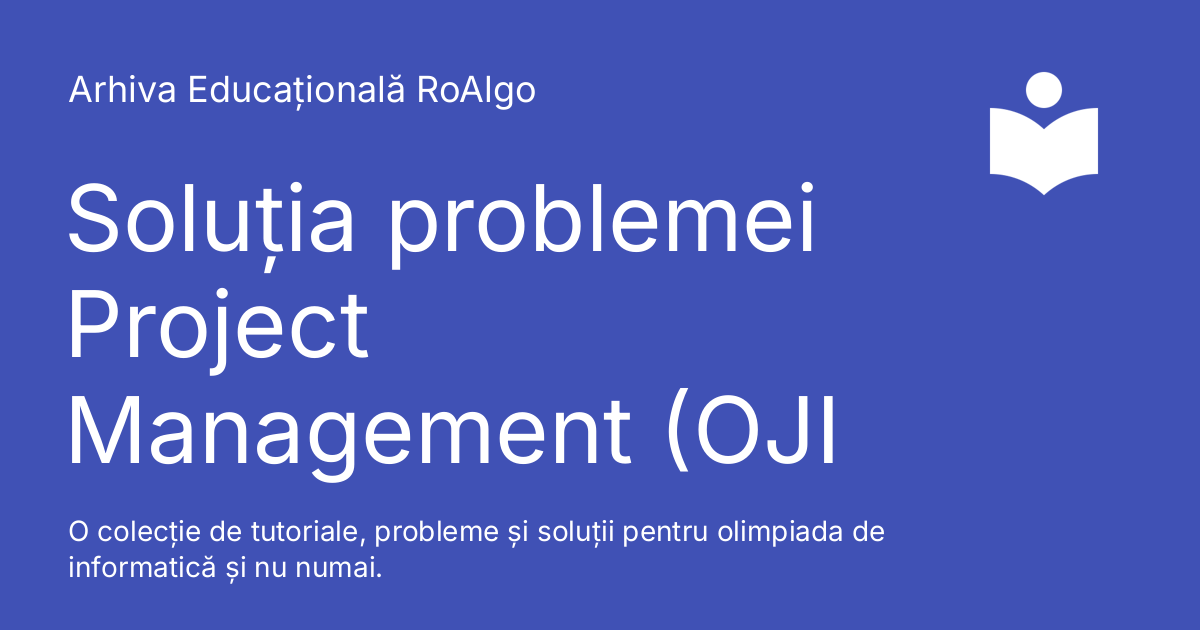 Arhiva Educațională RoAlgo
Soluția problemei
Project
Management (OJI
O colecție de tutoriale, probleme și soluții pentru olimpiada de
informatică și nu numai.